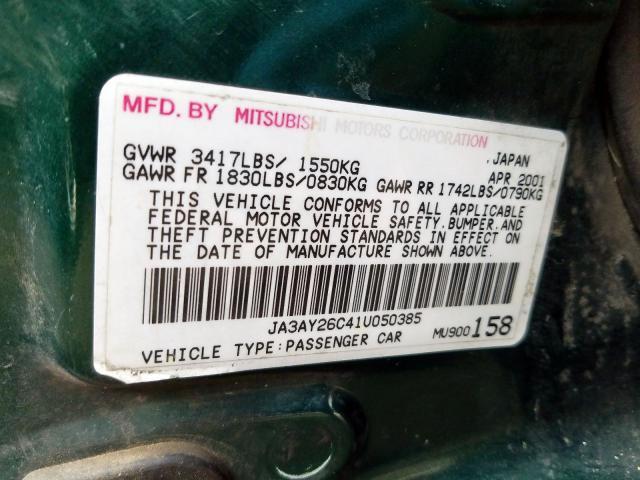 MFD. BY MITSUBISHI MOTORS CORPORATION
, JAPAN
GVWR 3417LBS/ 1550KG APR 2001
GAWR FR 1830LBS/0830KG GAWR RR 1742LBS/0790KG
THIS VEHICLE CONFORMS TO ALL APPLICABLE
FEDERAL MOTOR VEHICLE SAFETY,BUMPER,AND
THEFT PREVENTION STANDARDS IN EFFECT ON
THE DATE OF MANUFACTURE SHOWN ABOVE.
JA3AY26C41U050385
VEHICLE TYPE:PASSENGER CAR MU900158